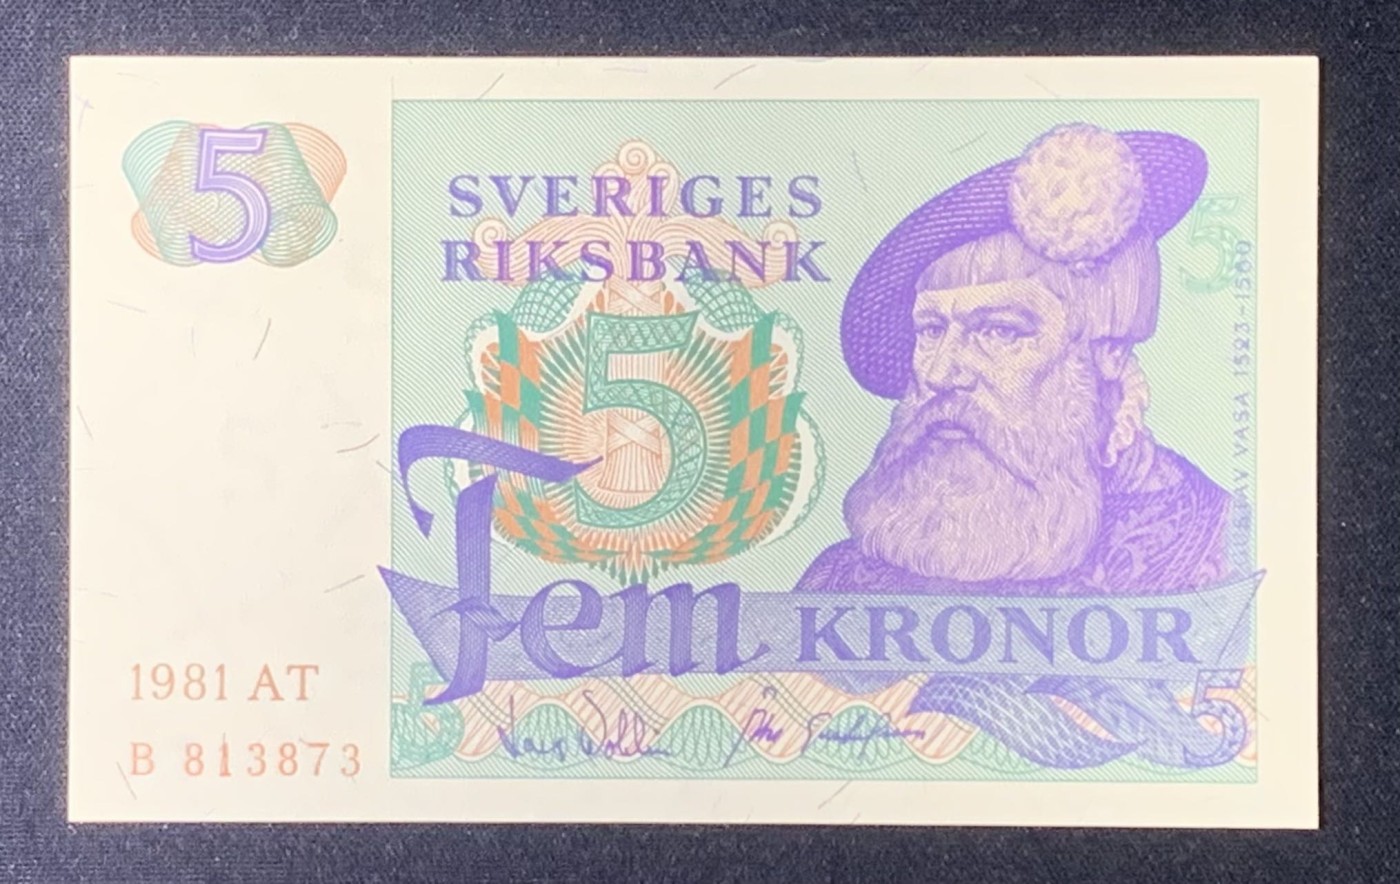 5
SVERIGES
RIKSBANK
5
5
GUSTAV VASA 1523-1560
Fem KRONOR
1981 AT
B 813873
5
5